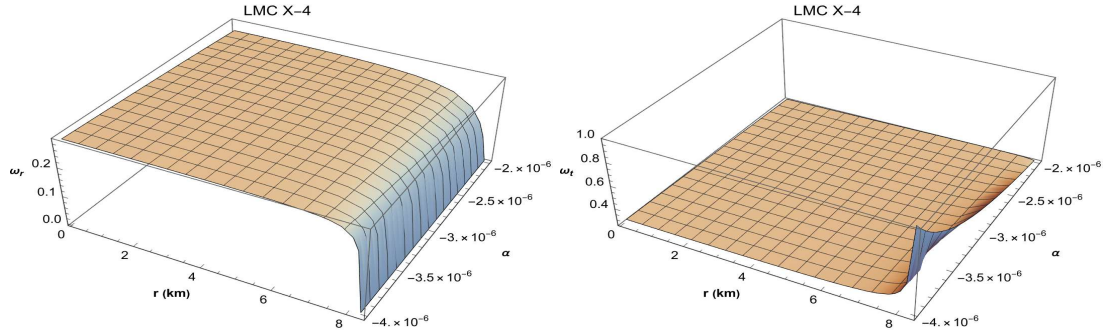 LMC X-4
ωr
0.2
0.1
0.0
0
2
4
6
8
r (km)
-2. × 10^-6
-2.5 × 10^-6
-3. × 10^-6
-3.5 × 10^-6
-4. × 10^-6
α
LMC X-4
1.0
0.8
ωt
0.6
0.4
0
2
4
6
8
r (km)
-2. × 10^-6
-2.5 × 10^-6
-3. × 10^-6
-3.5 × 10^-6
-4. × 10^-6
α